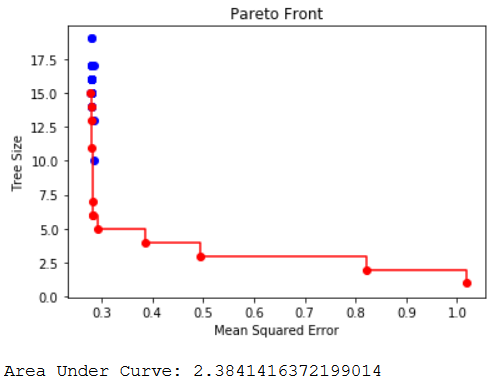 Pareto Front
17.5
15.0
12.5
10.0
7.5
5.0
2.5
0.0
Tree Size
0.3 0.4 0.5 0.6 0.7 0.8 0.9 1.0
Mean Squared Error
Area Under Curve: 2.3841416372199014